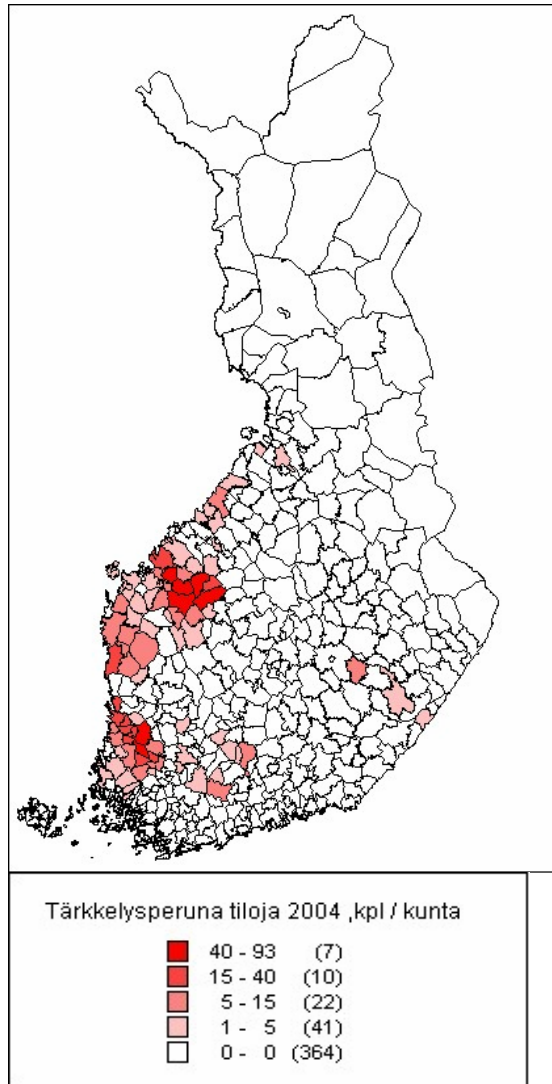 Tärkkelysperuna tiloja 2004 ,kpl / kunta
40 - 93 (7)
15 - 40 (10)
5 - 15 (22)
1 - 5 (41)
0 - 0 (364)